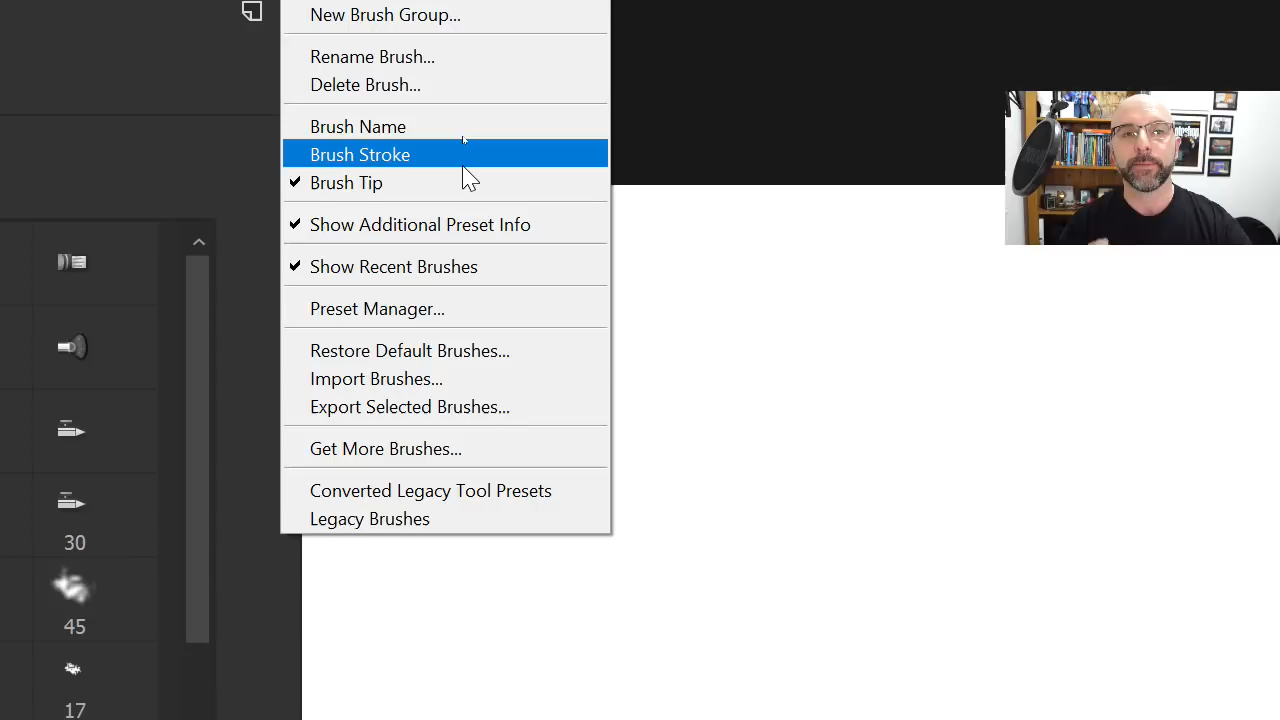 New Brush Group...
Rename Brush...
Delete Brush...
Brush Name
Brush Stroke
Brush Tip
Show Additional Preset Info
Show Recent Brushes
Preset Manager...
Restore Default Brushes...
Import Brushes...
Export Selected Brushes...
Get More Brushes...
Converted Legacy Tool Presets
Legacy Brushes
30
45
17